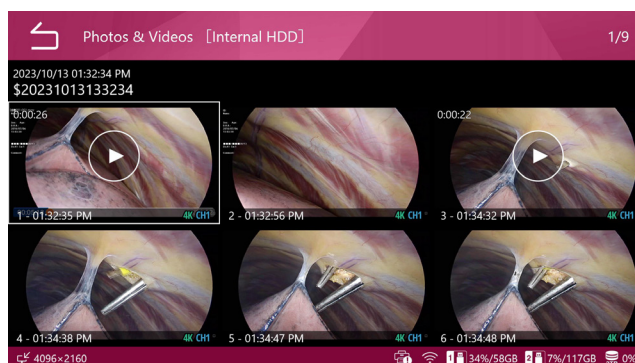 Photos & Videos [Internal HDD]
1/9
2023/10/13 01:32:34 PM
$20231013133234
0:00:26
0:00:22
1 - 01:32:35 PM 4K CH1
2 - 01:32:56 PM 4K CH1
3 - 01:34:32 PM 4K CH1
4 - 01:34:38 PM 4K CH1
5 - 01:34:47 PM 4K CH1
6 - 01:34:48 PM 4K CH1
4096×2160
1 34%/58GB 2 7%/117GB 0%